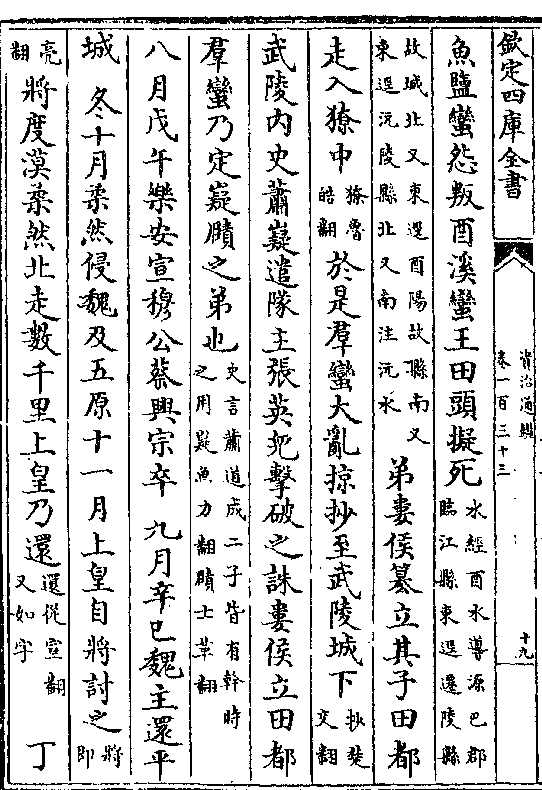 欽定四庫全書
資治通鑑
卷一百三十三
十九
魚鹽蠻怨叛酉溪蠻王田頭擬死水經酉水導源巴郡臨江縣東逕遷陵縣
故城北又東逕酉陽故縣南又東逕沅陵縣北又南注沅水弟婁侯簒立其子田都
走入獠中獠魯皓翻於是羣蠻大亂掠抄至武陵城下抄楚交翻
武陵内史蕭嶷遣隊主張英兒擊破之誅婁侯立田都
羣蠻乃定嶷賾之弟也史言蕭道成二子皆有幹時之用嶷魚力翻賾士革翻
八月戊午樂安宣穆公蔡興宗卒 九月辛巳魏主還平
城 冬十月柔然侵魏及五原十一月上皇自將討之將即
亮翻將度漠柔然北走數千里上皇乃還還從宣翻又如字 丁